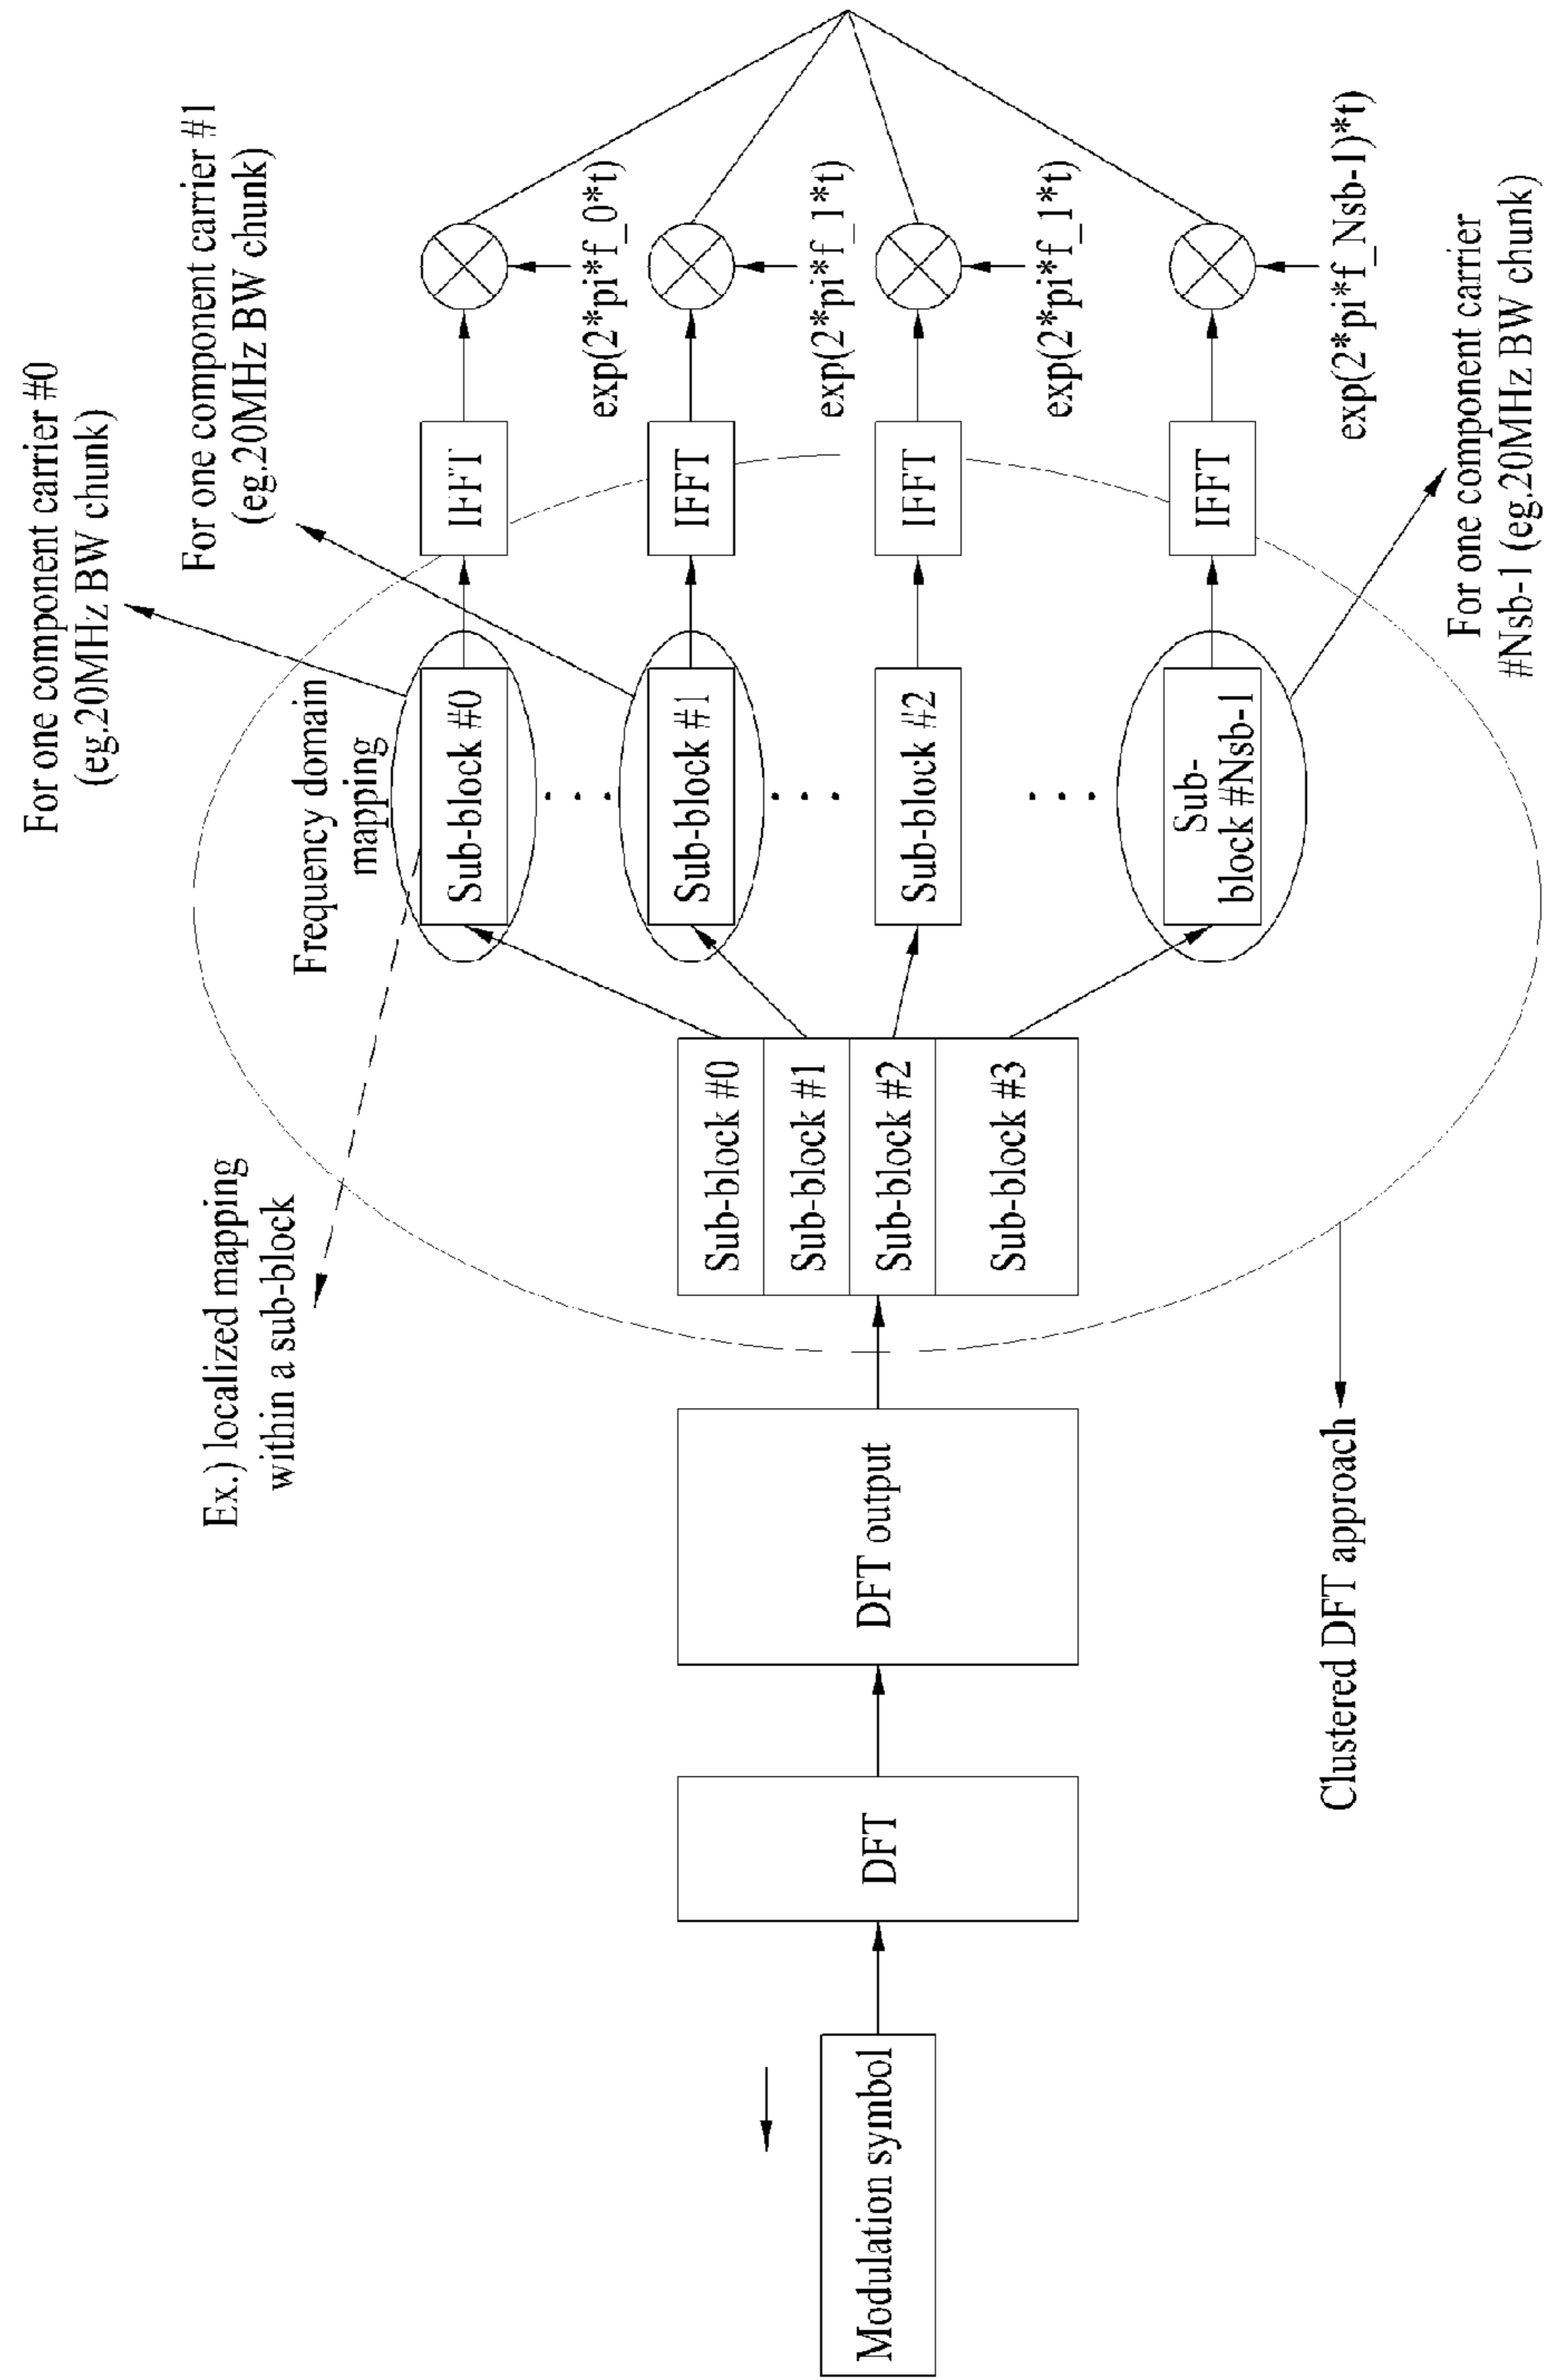 For one component carrier #0
(eg.20MHz BW chunk)
For one component carrier #1
(eg.20MHz BW chunk)
Ex.) localized mapping
within a sub-block
Frequency domain
mapping
Sub-block #0
IFFT
exp(2*pi*f_0*t)
Sub-block #1
IFFT
exp(2*pi*f_1*t)
Modulation symbol
DFT
DFT output
Sub-block #0
Sub-block #1
Sub-block #2
Sub-block #3
Sub-block #2
IFFT
exp(2*pi*f_1*t)
Sub-
block #Nsb-1
IFFT
exp(2*pi*f_Nsb-1)*t)
Clustered DFT approach
For one component carrier
#Nsb-1 (eg.20MHz BW chunk)